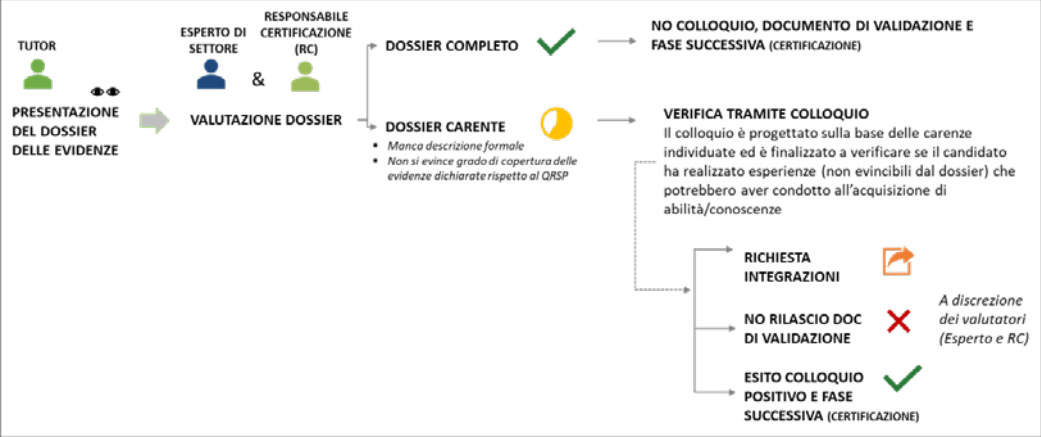 TUTOR
PRESENTAZIONE
DEL DOSSIER
DELLE EVIDENZE
ESPERTO DI
SETTORE
&
RESPONSABILE
CERTIFICAZIONE
(RC)
VALUTAZIONE DOSSIER
DOSSIER COMPLETO
NO COLLOQUIO, DOCUMENTO DI VALIDAZIONE E
FASE SUCCESSIVA (CERTIFICAZIONE)
DOSSIER CARENTE
▪ Manca descrizione formale
▪ Non si evince grado di copertura delle
evidenze dichiarate rispetto al QRSP
VERIFICA TRAMITE COLLOQUIO
Il colloquio è progettato sulla base delle carenze
individuate ed è finalizzato a verificare se il candidato
ha realizzato esperienze (non evincibili dal dossier) che
potrebbero aver condotto all’acquisizione di
abilità/conoscenze
RICHIESTA
INTEGRAZIONI
NO RILASCIO DOC
DI VALIDAZIONE
A discrezione
dei valutatori
(Esperto e RC)
ESITO COLLOQUIO
POSITIVO E FASE
SUCCESSIVA (CERTIFICAZIONE)